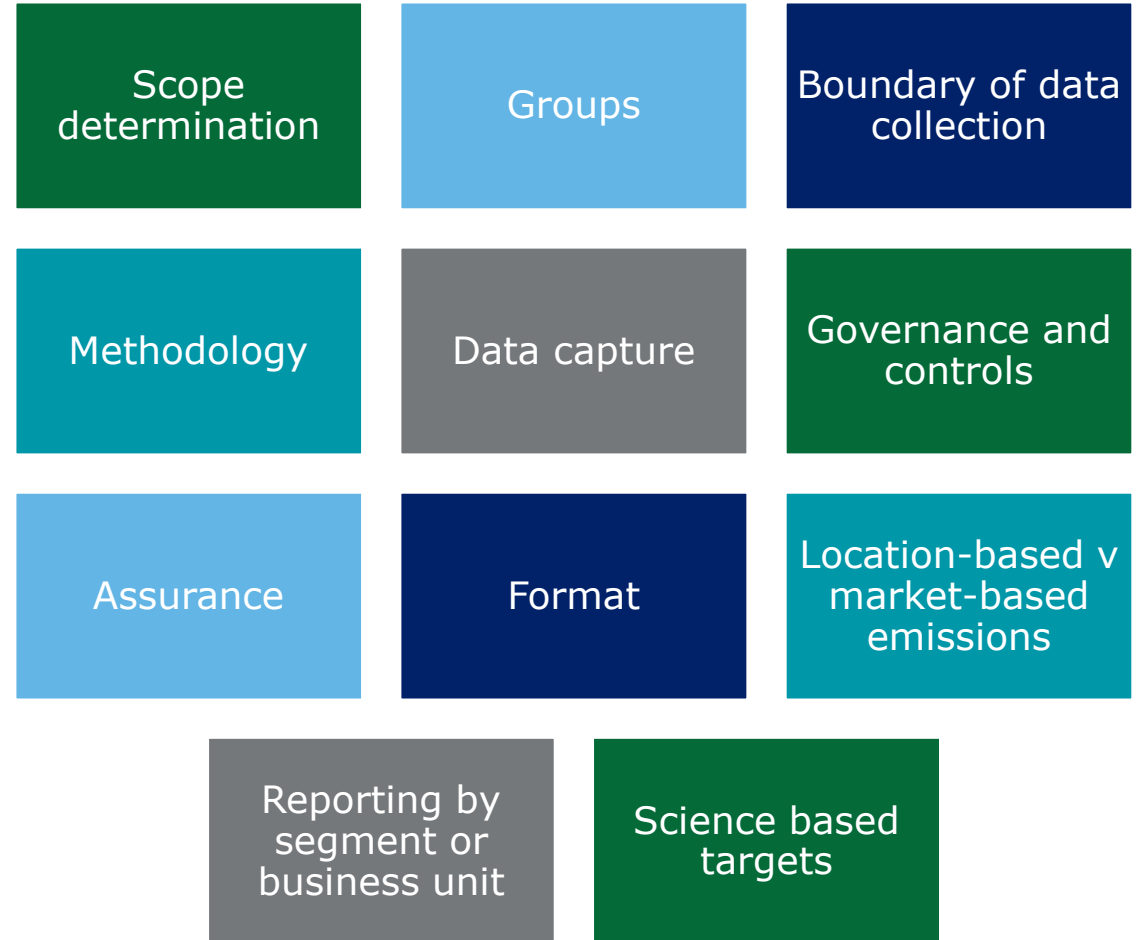 Scope
determination
Groups
Boundary of data
collection
Methodology
Data capture
Governance and
controls
Assurance
Format
Location-based v
market-based
emissions
Reporting by
segment or
business unit
Science based
targets